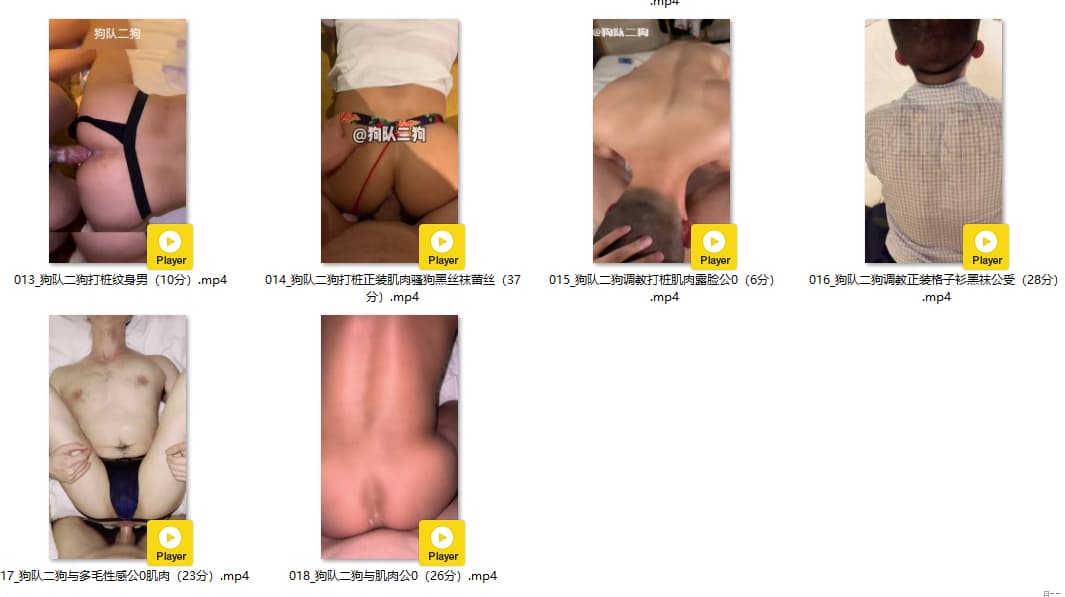 .mp4
狗队二狗
Player
013_狗队二狗打桩纹身男（10分）.mp4
@狗队二狗
Player
014_狗队二狗打桩正装肌肉骚狗黑丝袜蕾丝（37
分）.mp4
@狗队二狗
Player
015_狗队二狗调教打桩肌肉露脸公0（6分）
.mp4
Player
016_狗队二狗调教正装格子衫黑袜公受（28分）
.mp4
Player
17_狗队二狗与多毛性感公0肌肉（23分）.mp4
Player
018_狗队二狗与肌肉公0（26分）.mp4